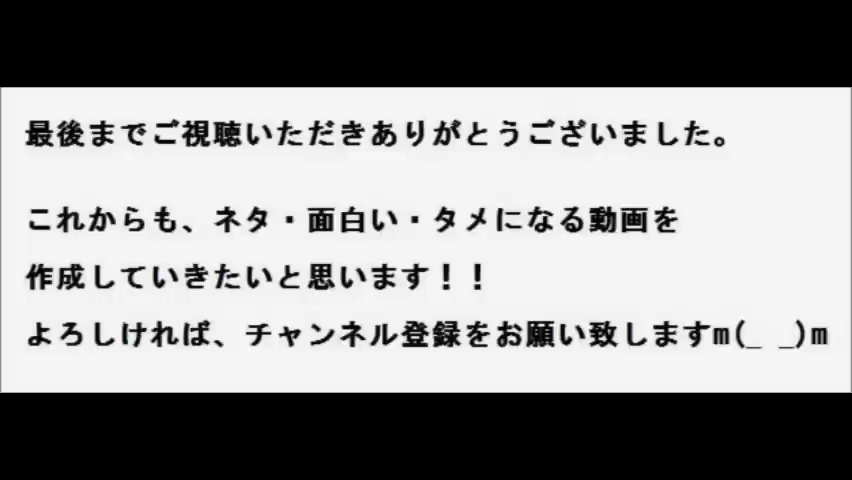 最後までご視聴いただきありがとうございました。
これからも、ネタ・面白い・タメになる動画を
作成していきたいと思います！！
よろしければ、チャンネル登録をお願い致しますm(_ _)m